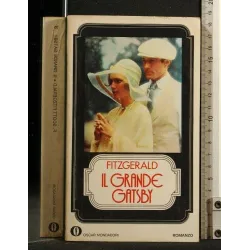 FITZGERALD
IL GRANDE
GATSBY
OSCAR MONDADORI
ROMANZO